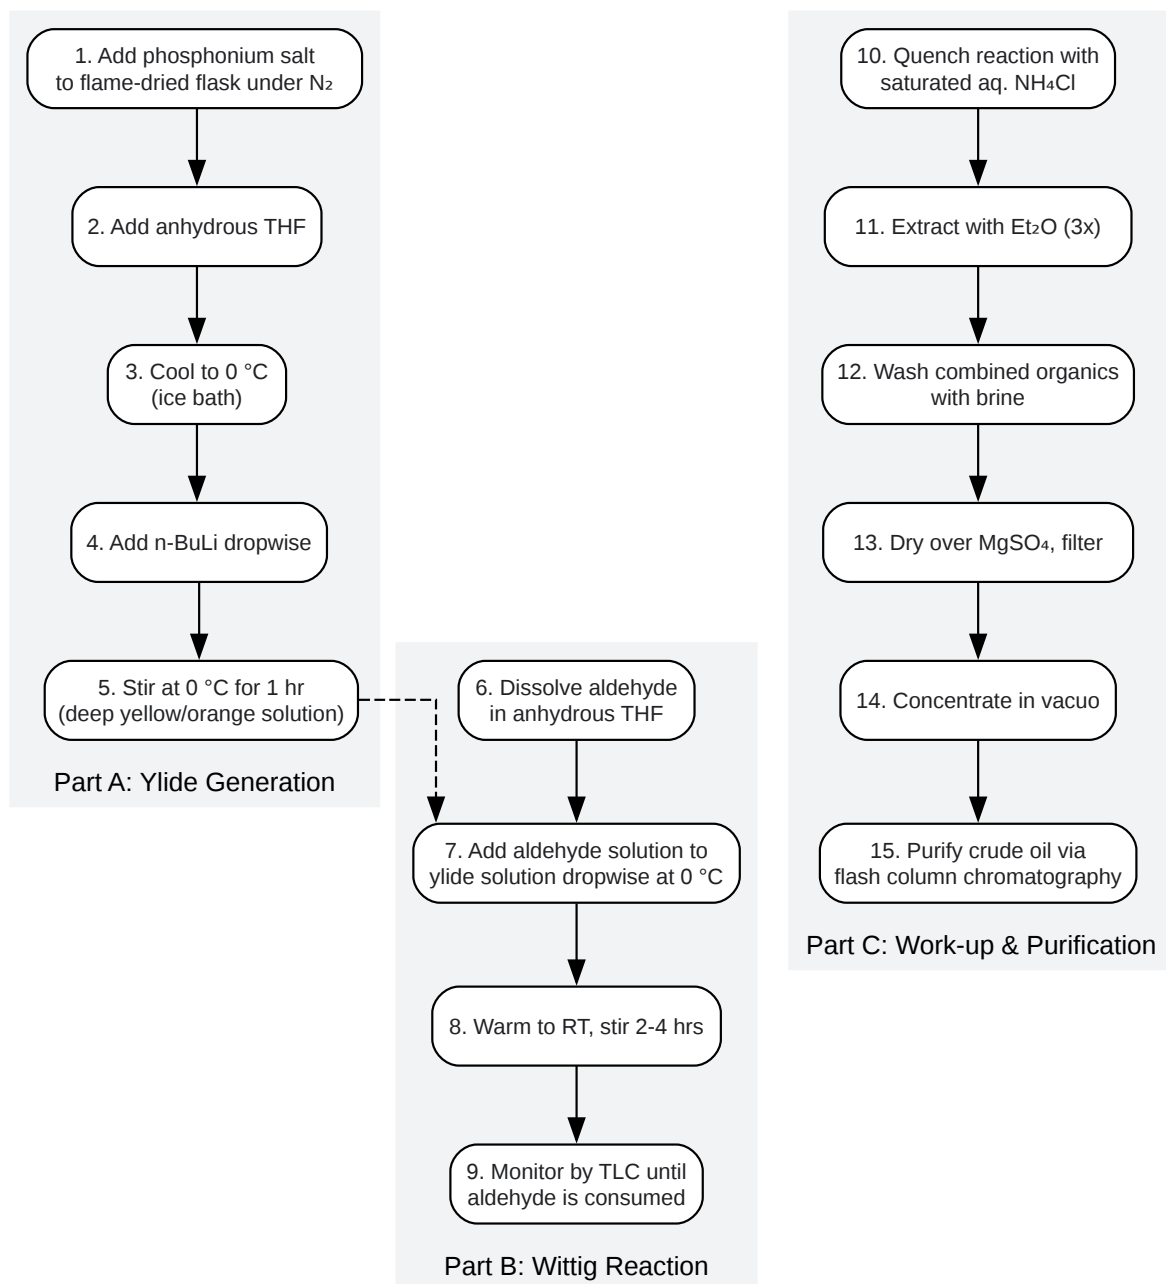 1. Add phosphonium salt
to flame-dried flask under N₂
2. Add anhydrous THF
3. Cool to 0 °C
(ice bath)
4. Add n-BuLi dropwise
5. Stir at 0 °C for 1 hr
(deep yellow/orange solution)
Part A: Ylide Generation
6. Dissolve aldehyde
in anhydrous THF
7. Add aldehyde solution to
ylide solution dropwise at 0 °C
8. Warm to RT, stir 2-4 hrs
9. Monitor by TLC until
aldehyde is consumed
Part B: Wittig Reaction
10. Quench reaction with
saturated aq. NH₄Cl
11. Extract with Et₂O (3x)
12. Wash combined organics
with brine
13. Dry over MgSO₄, filter
14. Concentrate in vacuo
15. Purify crude oil via
flash column chromatography
Part C: Work-up & Purification